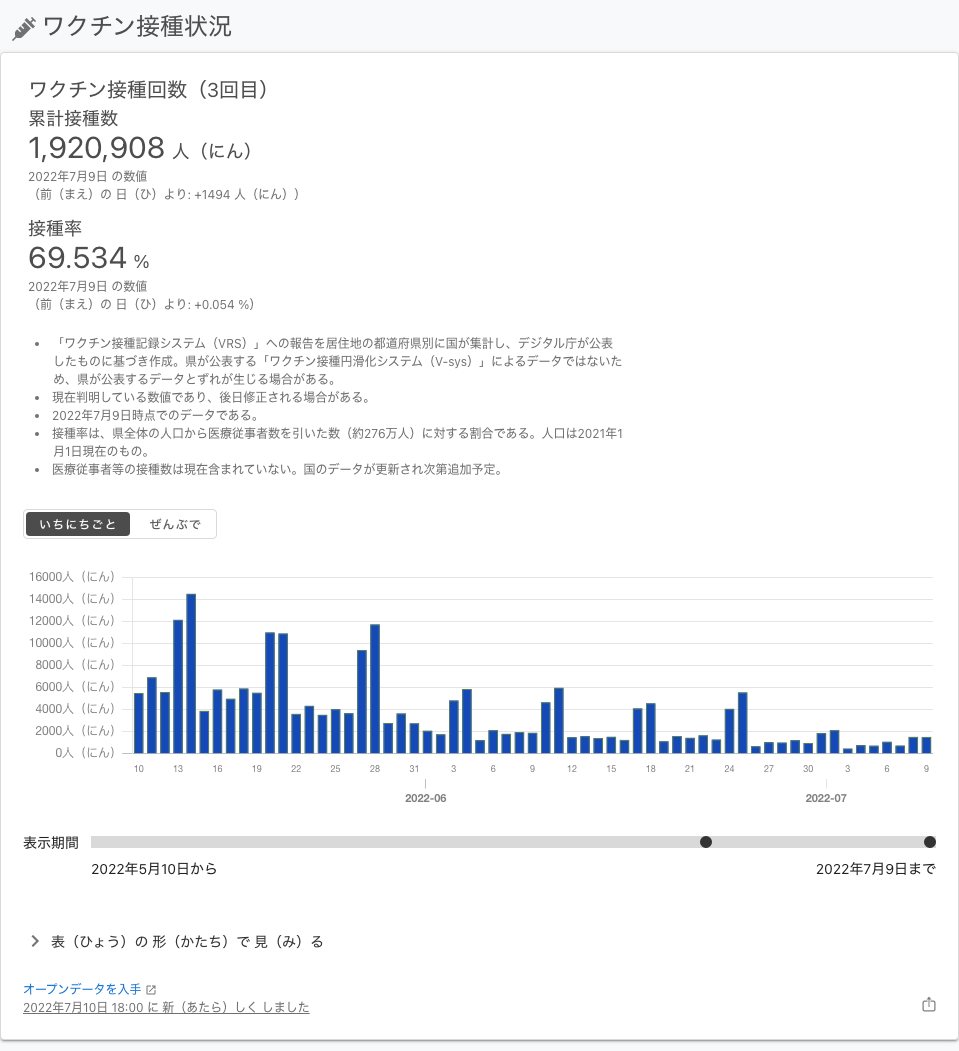 ワクチン接種状況
ワクチン接種回数（3回目）
累計接種数
1,920,908 人（にん）
2022年7月9日 の数値
（前（まえ）の 日（ひ）より: +1494 人（にん））
接種率
69.534 %
2022年7月9日 の数値
（前（まえ）の 日（ひ）より: +0.054 %）
• 「ワクチン接種記録システム（VRS）」への報告を居住地の都道府県別に国が集計し、デジタル庁が公表
したものに基づき作成。県が公表する「ワクチン接種円滑化システム（V-sys）」によるデータではないた
め、県が公表するデータとずれが生じる場合がある。
• 現在判明している数値であり、後日修正される場合がある。
• 2022年7月9日時点でのデータである。
• 接種率は、県全体の人口から医療従事者数を引いた数（約276万人）に対する割合である。人口は2021年1
月1日現在のもの。
• 医療従事者等の接種数は現在含まれていない。国のデータが更新され次第追加予定。
いちにちごと ぜんぶで
16000人（にん）
14000人（にん）
12000人（にん）
10000人（にん）
8000人（にん）
6000人（にん）
4000人（にん）
2000人（にん）
0人（にん）
10 13 16 19 22 25 28 31 3 6 9 12 15 18 21 24 27 30 3 6 9
2022-06 2022-07
表示期間
2022年5月10日から 2022年7月9日まで
表（ひょう）の 形（かたち）で 見（み）る
オープンデータを入手
2022年7月10日 18:00 に 新（あたら）しく しました